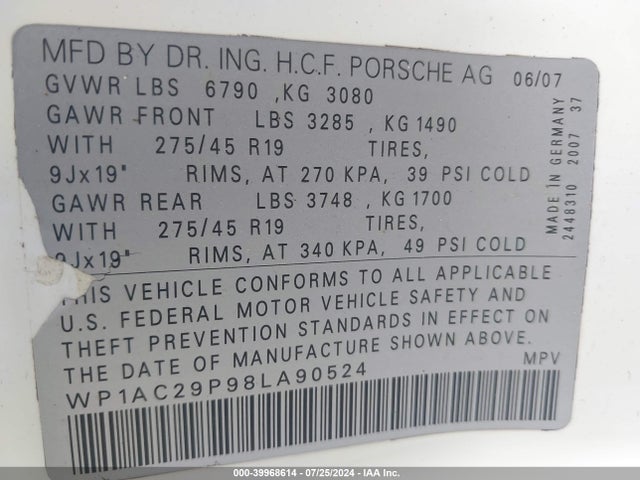 MFD BY DR. ING. H.C.F. PORSCHE AG 06/07
GVWR LBS 6790 ,KG 3080
GAWR FRONT LBS 3285 , KG 1490
WITH 275/45 R19 TIRES,
9Jx19" RIMS, AT 270 KPA, 39 PSI COLD
GAWR REAR LBS 3748 , KG 1700
WITH 275/45 R19 TIRES,
9Jx19" RIMS, AT 340 KPA, 49 PSI COLD
THIS VEHICLE CONFORMS TO ALL APPLICABLE
U.S. FEDERAL MOTOR VEHICLE SAFETY AND
THEFT PREVENTION STANDARDS IN EFFECT ON
THE DATE OF MANUFACTURE SHOWN ABOVE.
WP1AC29P98LA90524 MPV
MADE IN GERMANY
2448310 2007 37
000-39968614 / 07/25/2024 - IAA Inc.